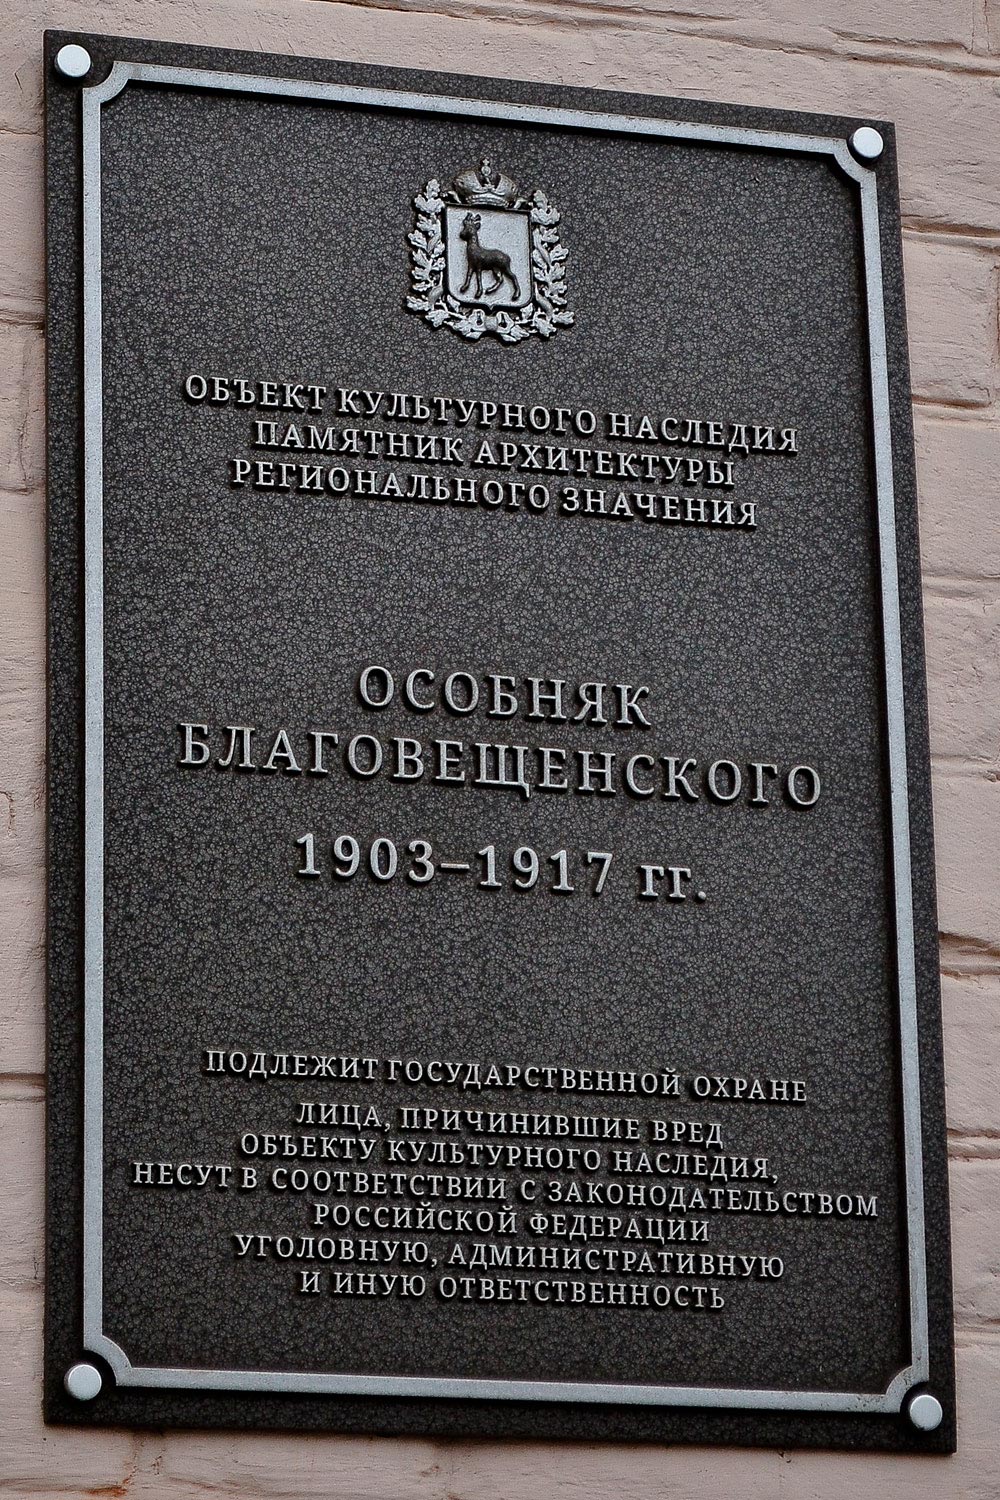 ОБЪЕКТ КУЛЬТУРНОГО НАСЛЕДИЯ
ПАМЯТНИК АРХИТЕКТУРЫ
РЕГИОНАЛЬНОГО ЗНАЧЕНИЯ
ОСОБНЯК
БЛАГОВЕЩЕНСКОГО
1903–1917 гг.
ПОДЛЕЖИТ ГОСУДАРСТВЕННОЙ ОХРАНЕ
ЛИЦА, ПРИЧИНИВШИЕ ВРЕД
ОБЪЕКТУ КУЛЬТУРНОГО НАСЛЕДИЯ,
НЕСУТ В СООТВЕТСТВИИ С ЗАКОНОДАТЕЛЬСТВОМ
РОССИЙСКОЙ ФЕДЕРАЦИИ
УГОЛОВНУЮ, АДМИНИСТРАТИВНУЮ
И ИНУЮ ОТВЕТСТВЕННОСТЬ